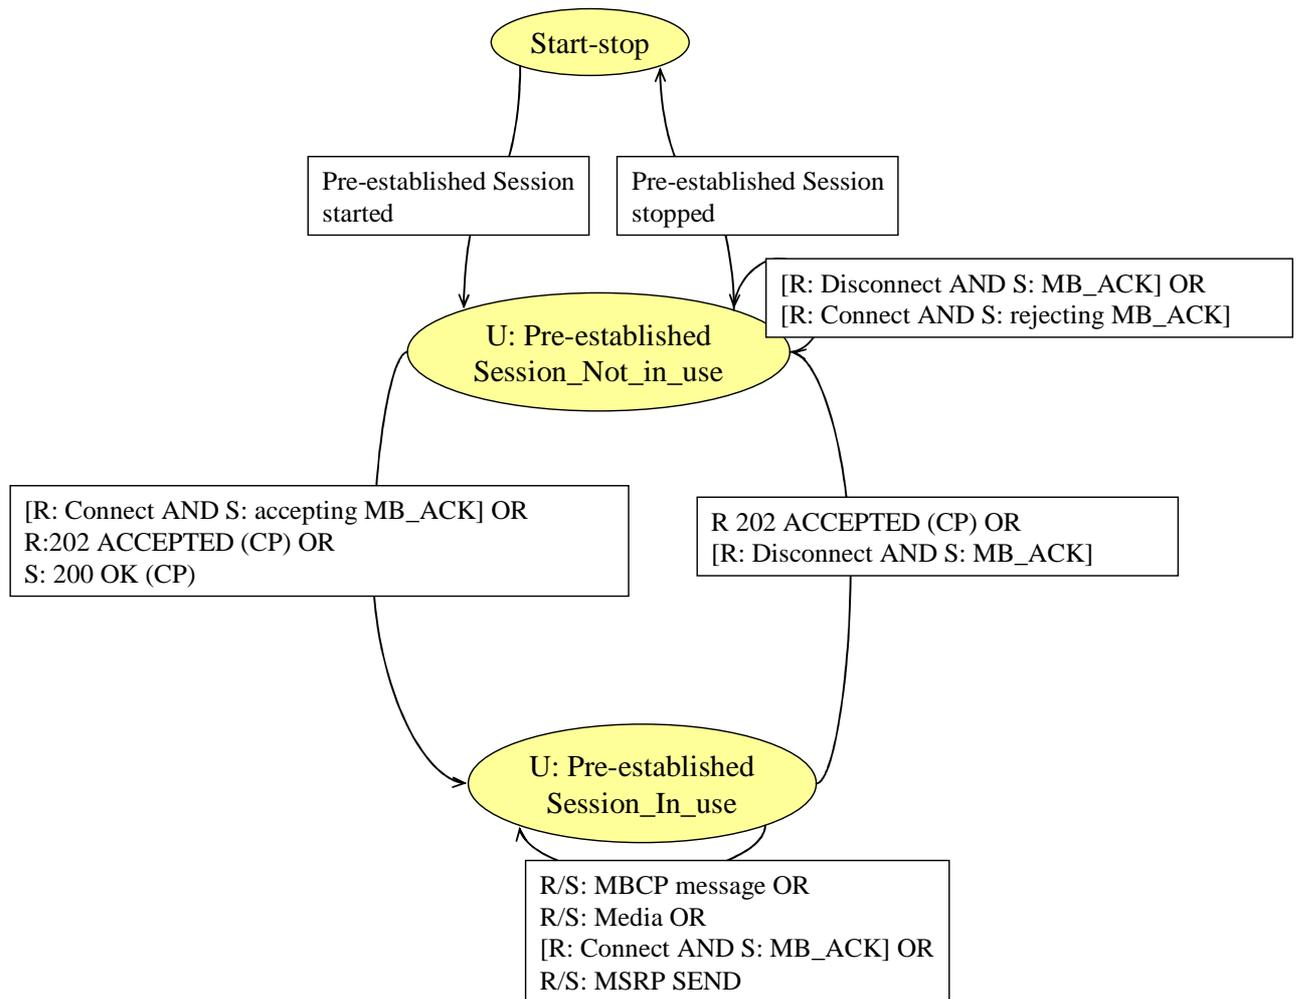 Start-stop
Pre-established Session
started
Pre-established Session
stopped
[R: Disconnect AND S: MB_ACK] OR
[R: Connect AND S: rejecting MB_ACK]
U: Pre-established
Session_Not_in_use
[R: Connect AND S: accepting MB_ACK] OR
R:202 ACCEPTED (CP) OR
S: 200 OK (CP)
R 202 ACCEPTED (CP) OR
[R: Disconnect AND S: MB_ACK]
U: Pre-established
Session_In_use
R/S: MBCP message OR
R/S: Media OR
[R: Connect AND S: MB_ACK] OR
R/S: MSRP SEND